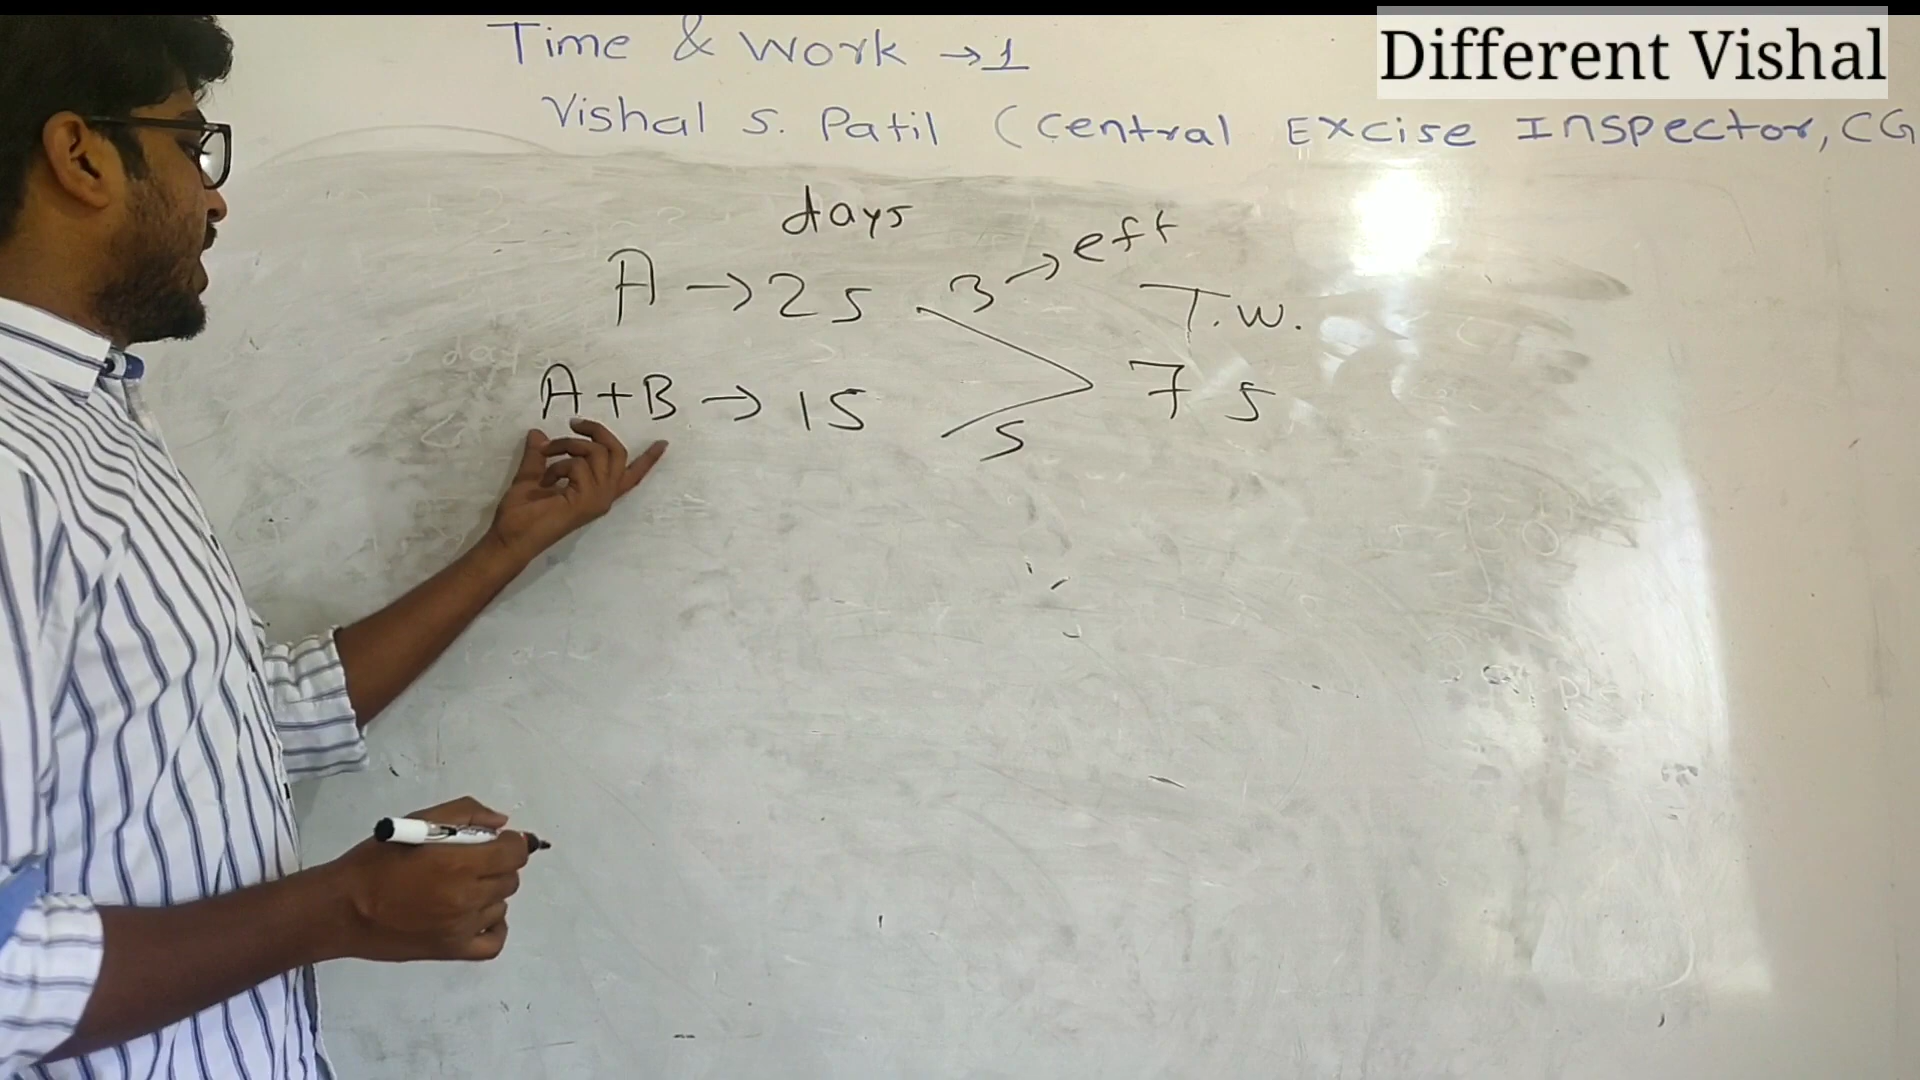 Different Vishal
Time & Work → 1
Vishal S. Patil (Central Excise Inspector, CG
days
A → 25 3 → eff
T.W.
A+B → 15 5 75